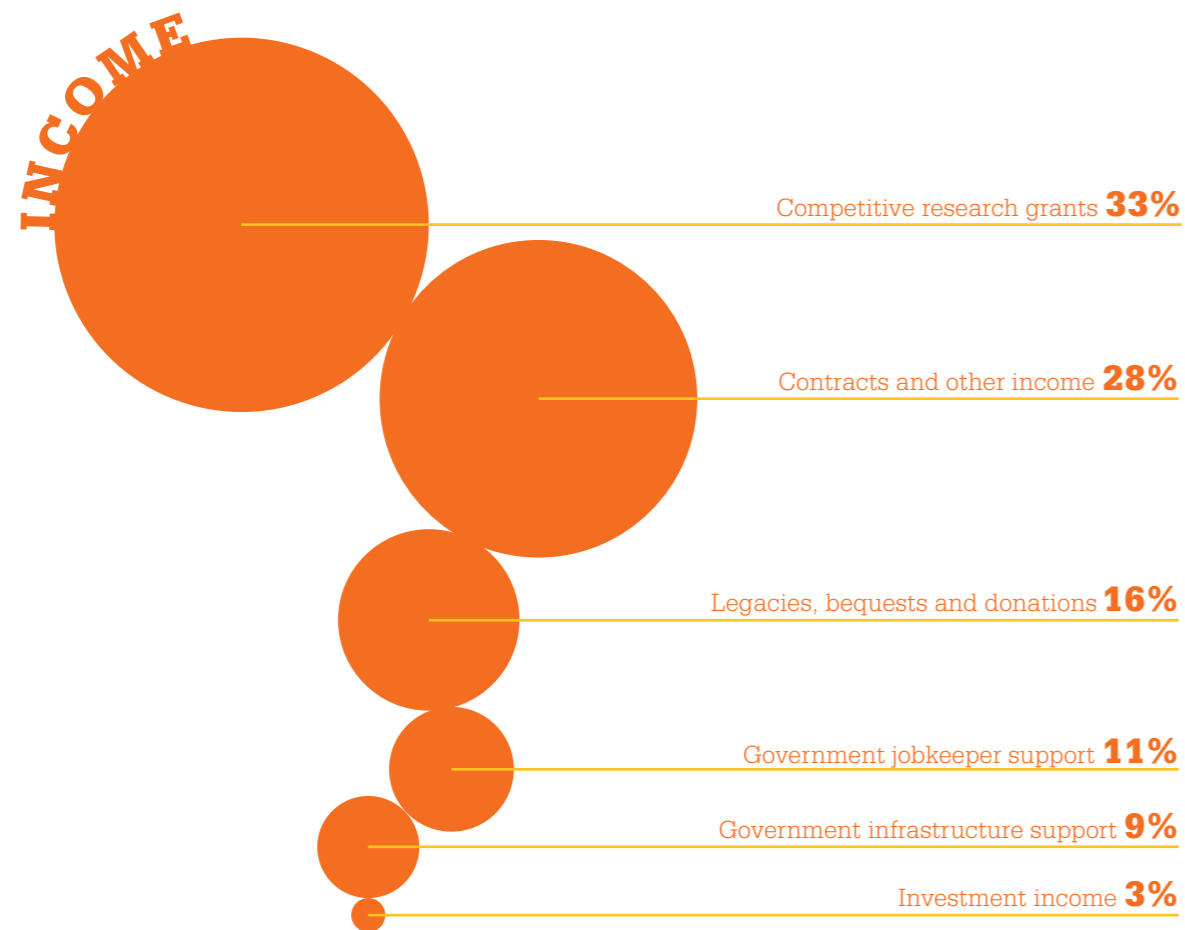 INCOME
Competitive research grants 33%
Contracts and other income 28%
Legacies, bequests and donations 16%
Government jobkeeper support 11%
Government infrastructure support 9%
Investment income 3%